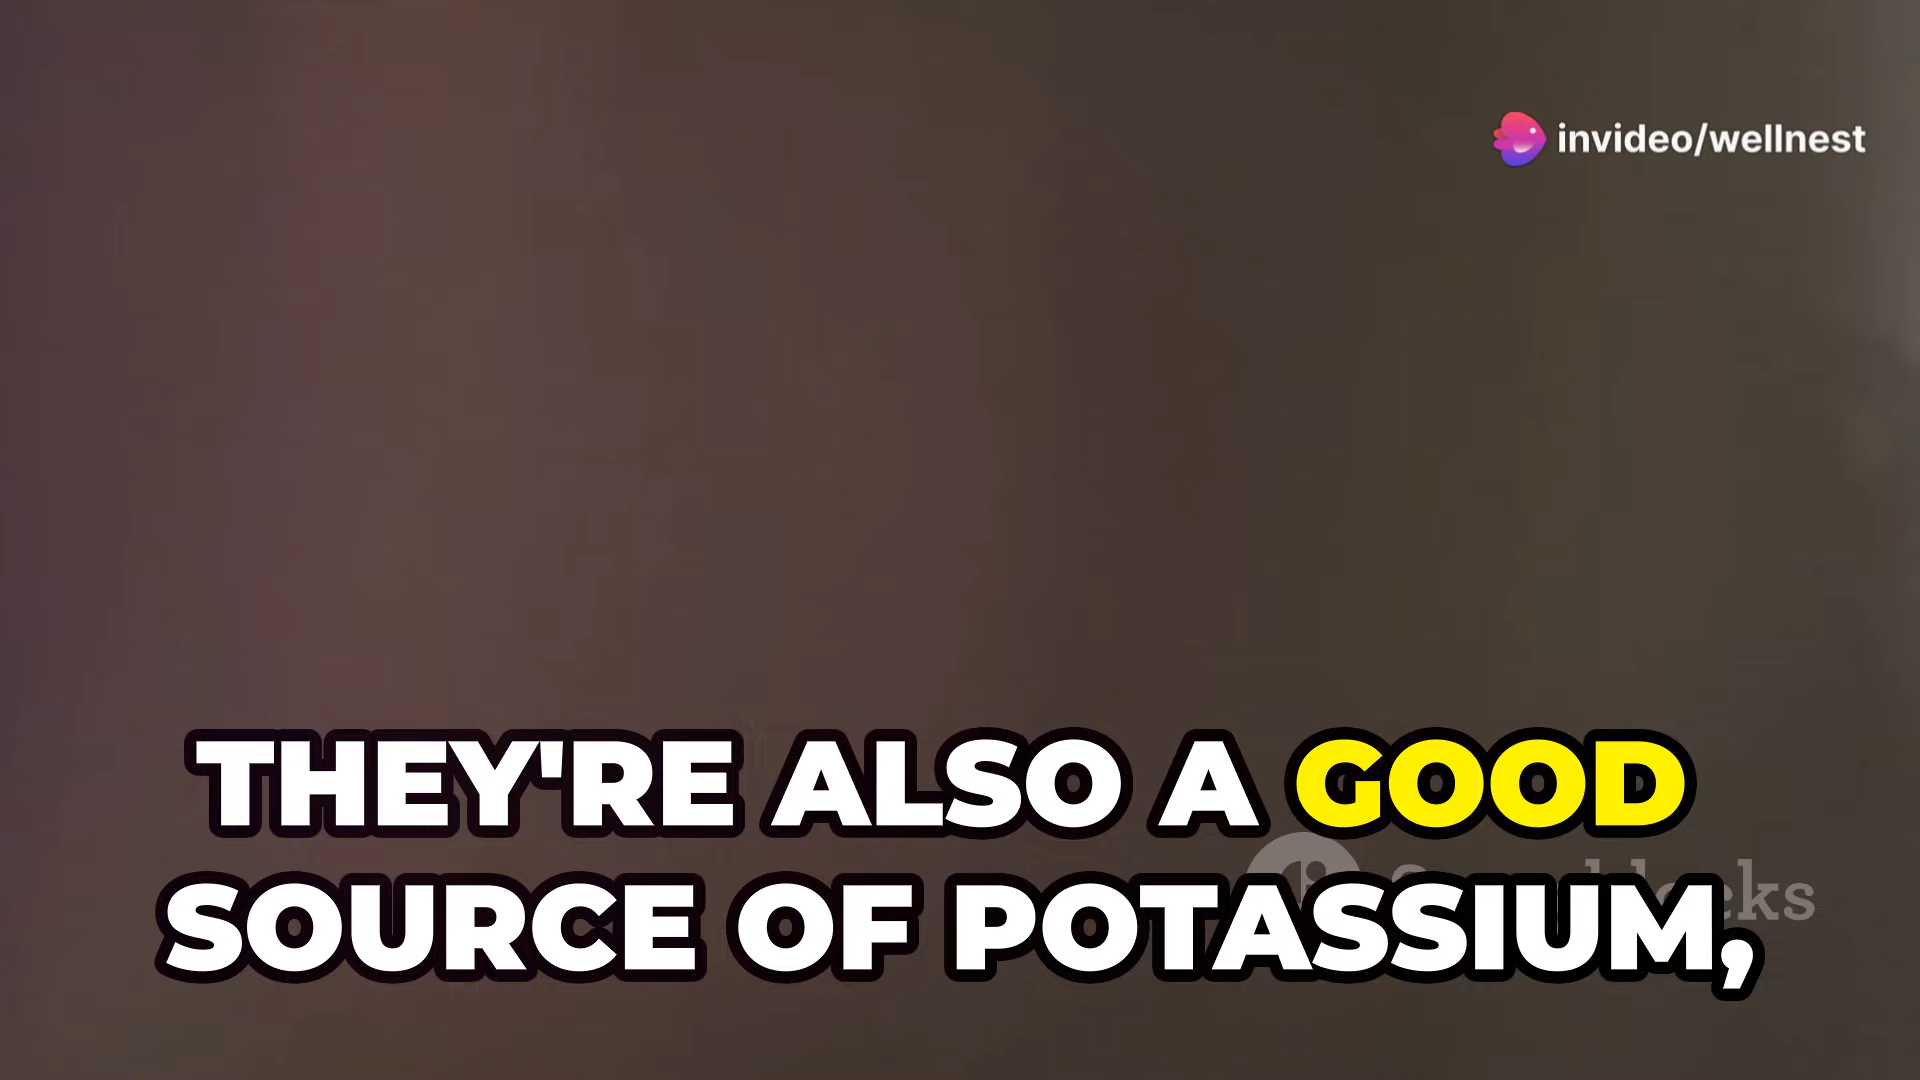 invideo/wellnest
THEY'RE ALSO A GOOD
SOURCE OF POTASSIUM,